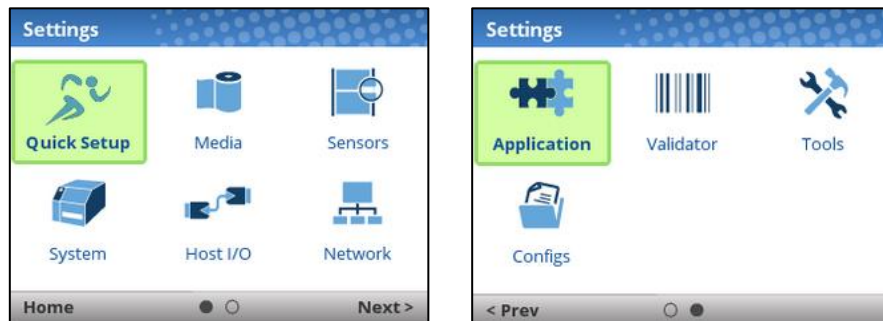 Settings
Quick Setup
Media
Sensors
System
Host I/O
Network
Home
Next >
Settings
Application
Validator
Tools
Configs
< Prev